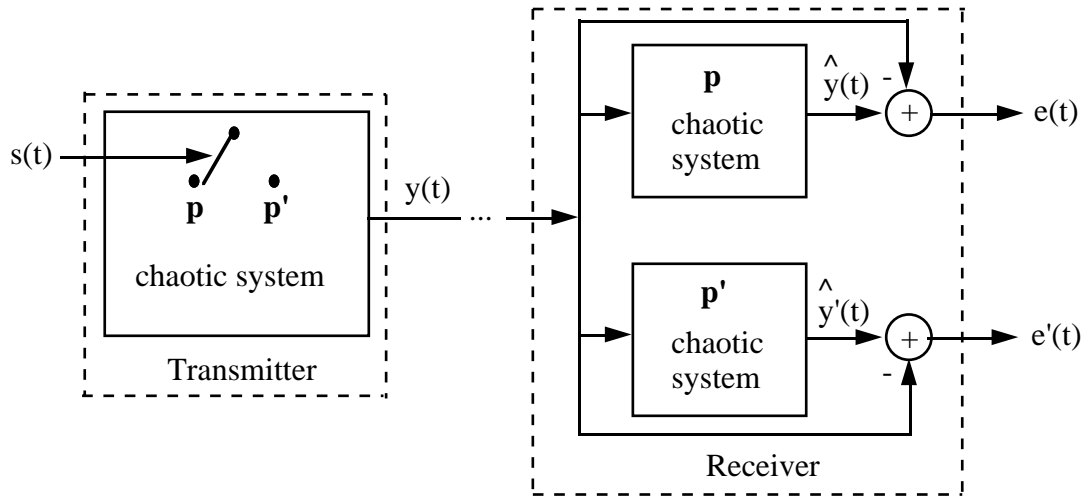 s(t)
p
p'
chaotic system
Transmitter
y(t)
...
p
chaotic
system
^
y(t)
-
+
e(t)
p'
chaotic
system
^
y'(t)
-
+
e'(t)
Receiver